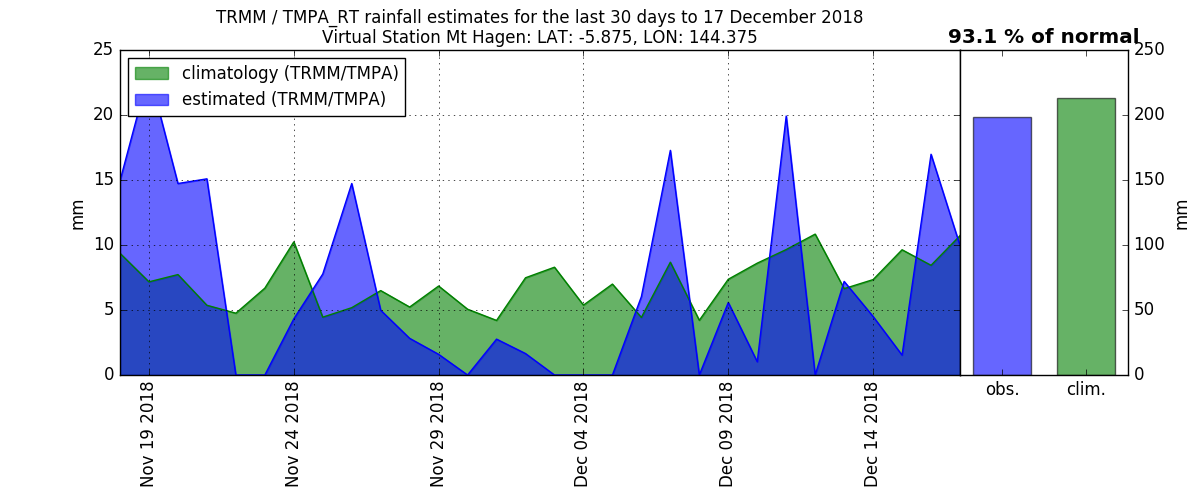 TRMM / TMPA_RT rainfall estimates for the last 30 days to 17 December 2018
Virtual Station Mt Hagen: LAT: -5.875, LON: 144.375
93.1 % of normal
climatology (TRMM/TMPA)
estimated (TRMM/TMPA)
mm
25
20
15
10
5
0
Nov 19 2018
Nov 24 2018
Nov 29 2018
Dec 04 2018
Dec 09 2018
Dec 14 2018
obs.
clim.
250
200
150
100
50
0
mm